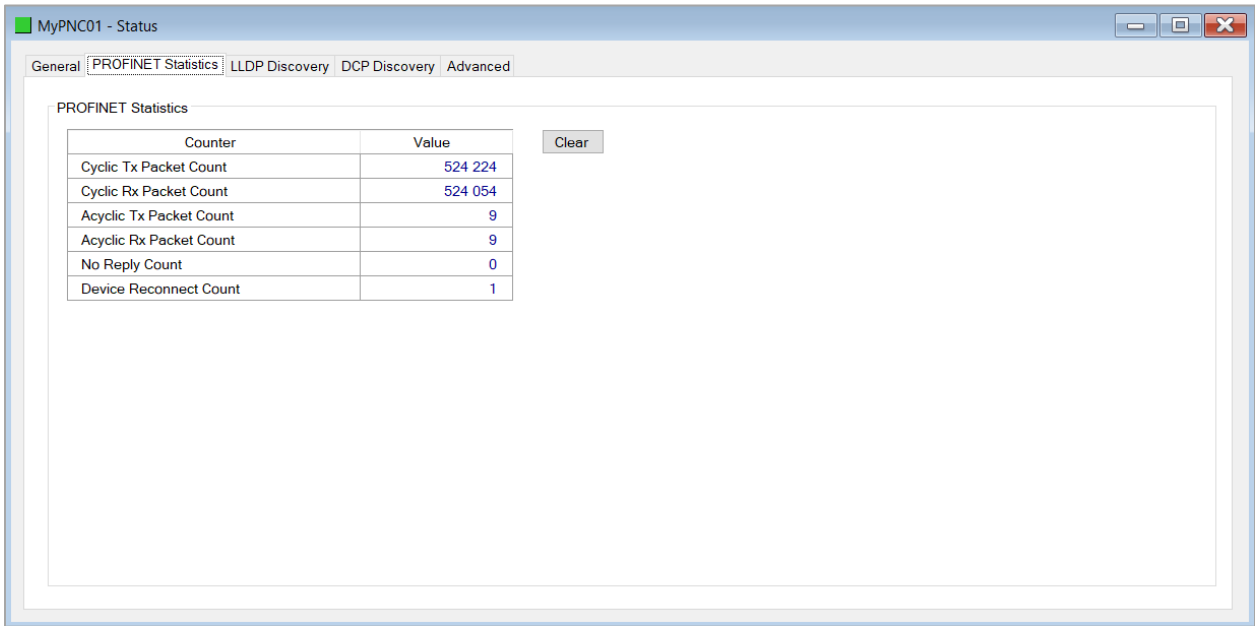 MyPNC01 - Status
General PROFINET Statistics LLDP Discovery DCP Discovery Advanced
PROFINET Statistics
Counter Value Clear
Cyclic Tx Packet Count 524 224
Cyclic Rx Packet Count 524 054
Acyclic Tx Packet Count 9
Acyclic Rx Packet Count 9
No Reply Count 0
Device Reconnect Count 1